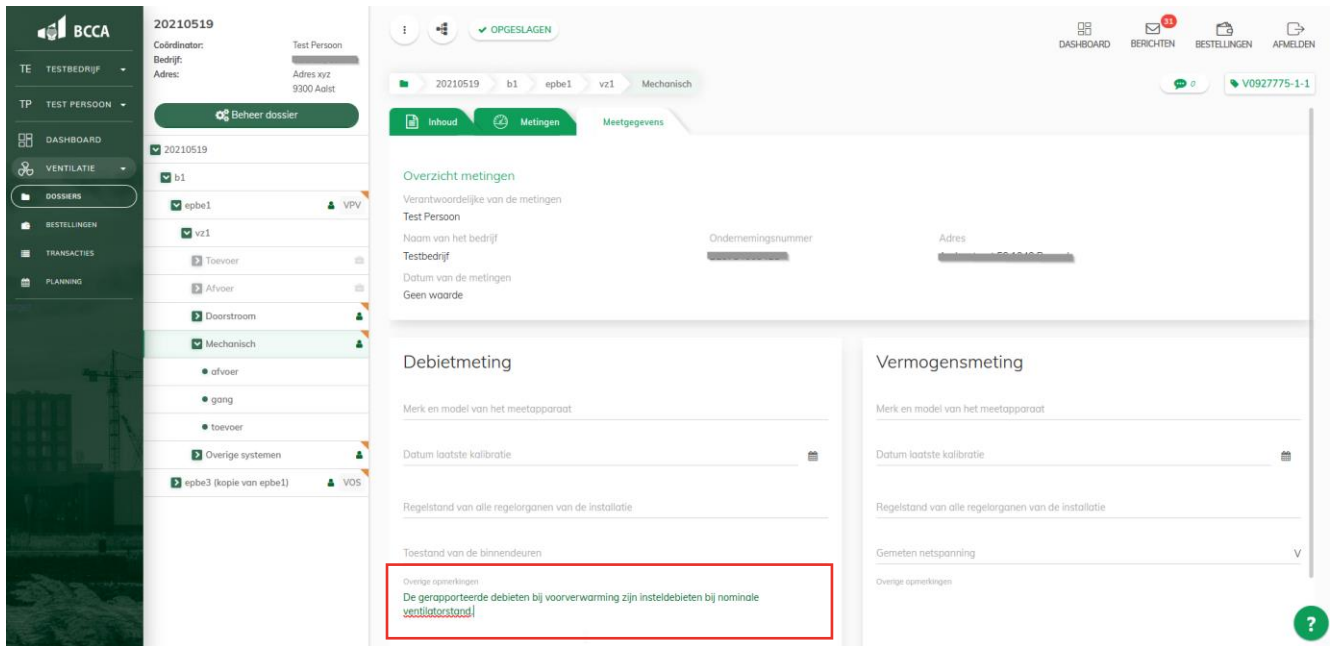 BCCA
TE TESTBEDRIJF
TP TEST PERSOON
DASHBOARD
VENTILATIE
DOSSIERS
BESTELLINGEN
TRANSACTIES
PLANNING
20210519
Coördinator: Test Persoon
Bedrijf:
Adres: Adres xyz
9300 Aalst
Beheer dossier
20210519
b1
epbe1 VPV
vz1
Toevoer
Afvoer
Doorstroom
Mechanisch
afvoer
gang
toevoer
Overige systemen
epbe3 (kopie van epbe1) VOS
OPGESLAGEN
DASHBOARD
31
BERICHTEN
BESTELLINGEN
AFMELDEN
20210519 b1 epbe1 vz1 Mechanisch
0
V0927775-1-1
Inhoud Metingen Meetgegevens
Overzicht metingen
Verantwoordelijke van de metingen
Test Persoon
Naam van het bedrijf Ondernemingsnummer Adres
Testbedrijf
Datum van de metingen
Geen waarde
Debietmeting
Merk en model van het meetapparaat
Datum laatste kalibratie
Regelstand van alle regelorganen van de installatie
Toestand van de binnendeuren
Overige opmerkingen
De gerapporteerde debieten bij voorverwarming zijn insteldebieten bij nominale
ventilatorstand.
Vermogensmeting
Merk en model van het meetapparaat
Datum laatste kalibratie
Regelstand van alle regelorganen van de installatie
Gemeten netspanning V
Overige opmerkingen
?